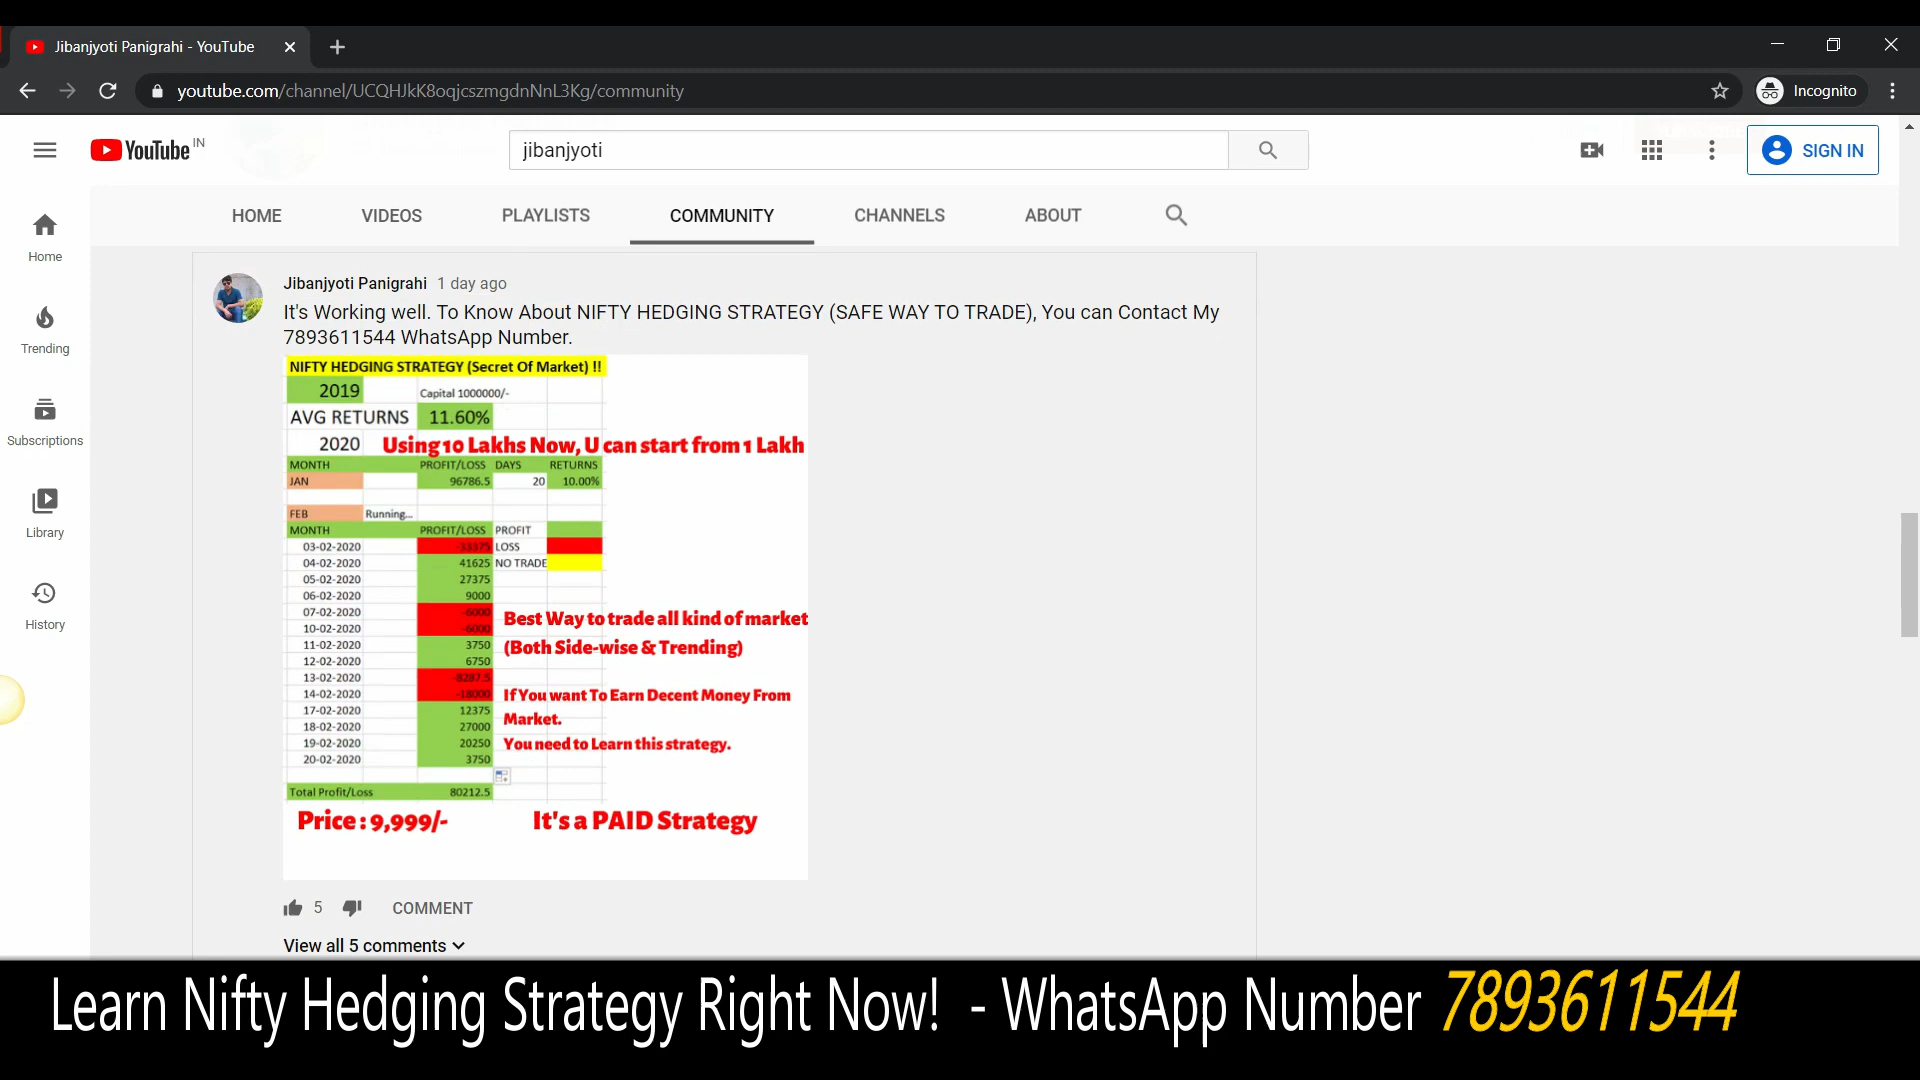 Jibanjyoti Panigrahi - YouTube
youtube.com/channel/UCQHJkK8oqjcszmgdnNnL3Kg/community
Incognito
YouTube IN
jibanjyoti
SIGN IN
HOME VIDEOS PLAYLISTS COMMUNITY CHANNELS ABOUT
Home
Trending
Subscriptions
Library
History
Jibanjyoti Panigrahi 1 day ago
It's Working well. To Know About NIFTY HEDGING STRATEGY (SAFE WAY TO TRADE), You can Contact My
7893611544 WhatsApp Number.
NIFTY HEDGING STRATEGY (Secret Of Market) !!
2019 Capital 1000000/-
AVG RETURNS 11.60%
2020 Using 10 Lakhs Now, U can start from 1 Lakh
MONTH PROFIT/LOSS DAYS RETURNS
JAN 96786.5 20 10.00%
FEB Running...
MONTH PROFIT/LOSS PROFIT
03-02-2020 -33375 LOSS
04-02-2020 41625 NO TRADE
05-02-2020 27375
06-02-2020 9000
07-02-2020 -6000 Best Way to trade all kind of market
10-02-2020 -6000
11-02-2020 3750 (Both Side-wise & Trending)
12-02-2020 6750
13-02-2020 -8287.5
14-02-2020 -18000 If You want To Earn Decent Money From
17-02-2020 12375 Market.
18-02-2020 27000
19-02-2020 20250 You need to Learn this strategy.
20-02-2020 3750
Total Profit/Loss 80212.5
Price : 9,999/- It's a PAID Strategy
5 COMMENT
View all 5 comments
Learn Nifty Hedging Strategy Right Now! - WhatsApp Number 7893611544